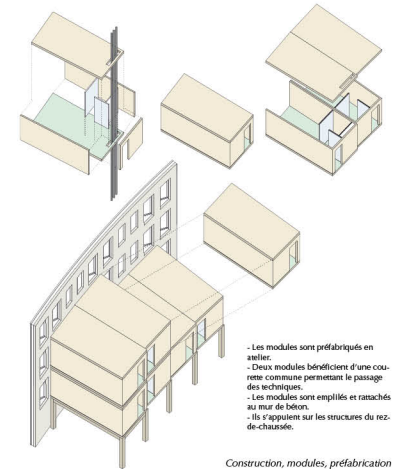 - Les modules sont préfabriqués en
atelier.
- Deux modules bénéficient d'une cou-
rette commune permettant le passage
des techniques.
- Les modules sont empliés et rattachés
au mur de béton.
- Ils s'appuient sur les structures du rez-
de-chaussée.
Construction, modules, préfabrication